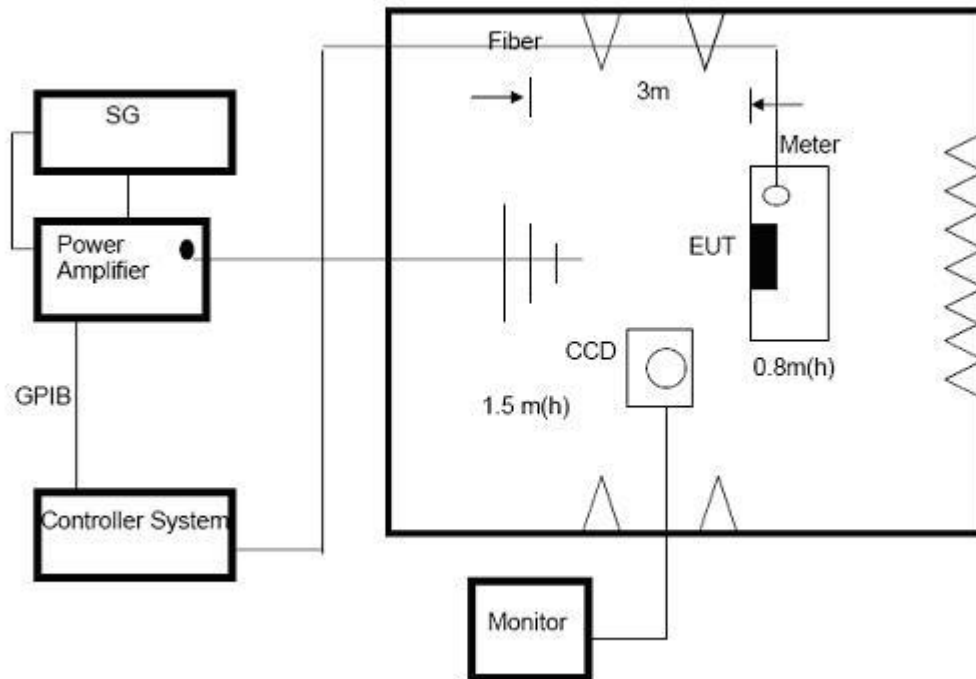 Fiber
3m
SG
Meter
Power
Amplifier
EUT
CCD
0.8m(h)
GPIB
1.5 m(h)
Controller System
Monitor